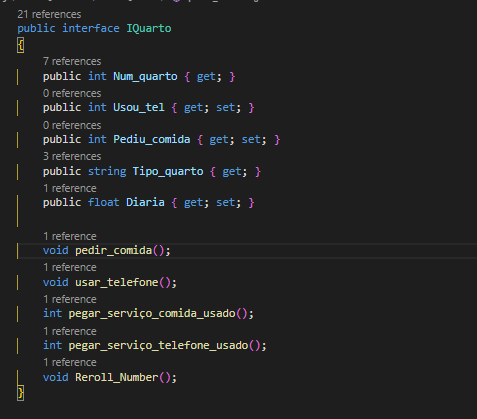 21 references
public interface IQuarto
{
7 references
public int Num_quarto { get; }
0 references
public int Usou_tel { get; set; }
0 references
public int Pediu_comida { get; set; }
3 references
public string Tipo_quarto { get; }
1 reference
public float Diaria { get; set; }
1 reference
void pedir_comida();
1 reference
void usar_telefone();
1 reference
int pegar_serviço_comida_usado();
1 reference
int pegar_serviço_telefone_usado();
1 reference
void Reroll_Number();
}